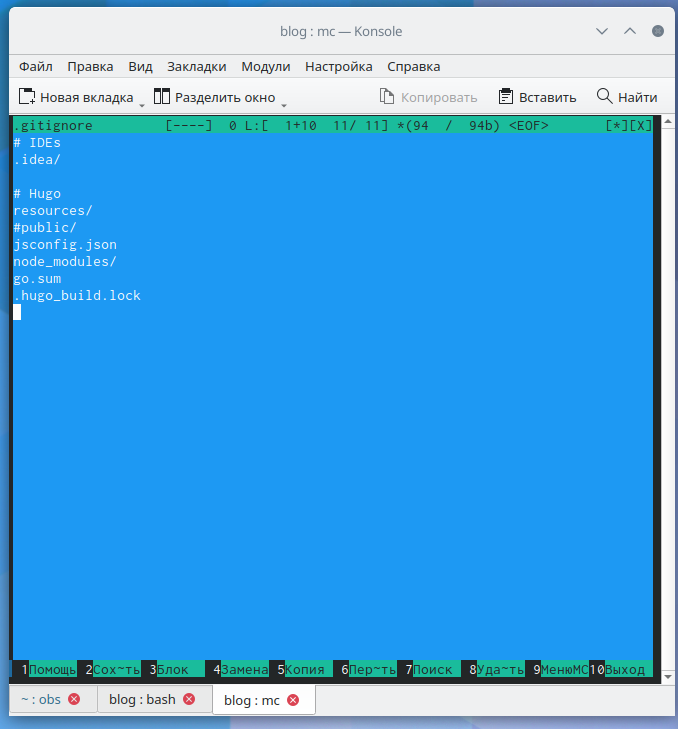 blog : mc — Konsole
Файл Правка Вид Закладки Модули Настройка Справка
Новая вкладка Разделить окно Копировать Вставить Найти
.gitignore [----] 0 L:[ 1+10 11/ 11] *(94 / 94b) <EOF> [*][X]
# IDEs
.idea/
# Hugo
resources/
#public/
jsconfig.json
node_modules/
go.sum
.hugo_build.lock
1Помощь 2Сох~ть 3Блок 4Замена 5Копия 6Пер~ть 7Поиск 8Уда~ть 9МенюMC 10Выход
~ : obs blog : bash blog : mc